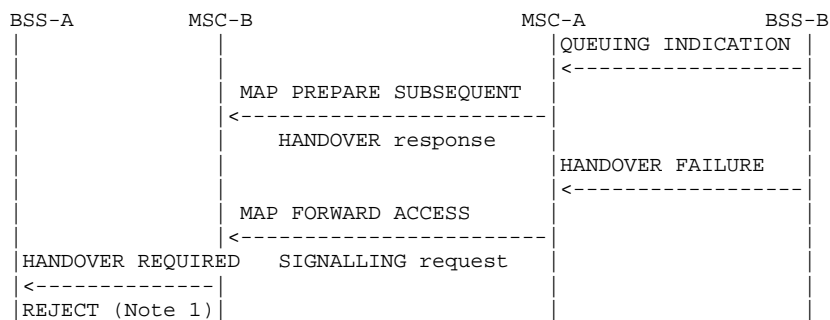 BSS-A MSC-B MSC-A BSS-B
QUEUING INDICATION
MAP PREPARE SUBSEQUENT
HANDOVER response
HANDOVER FAILURE
MAP FORWARD ACCESS
HANDOVER REQUIRED SIGNALLING request
REJECT (Note 1)